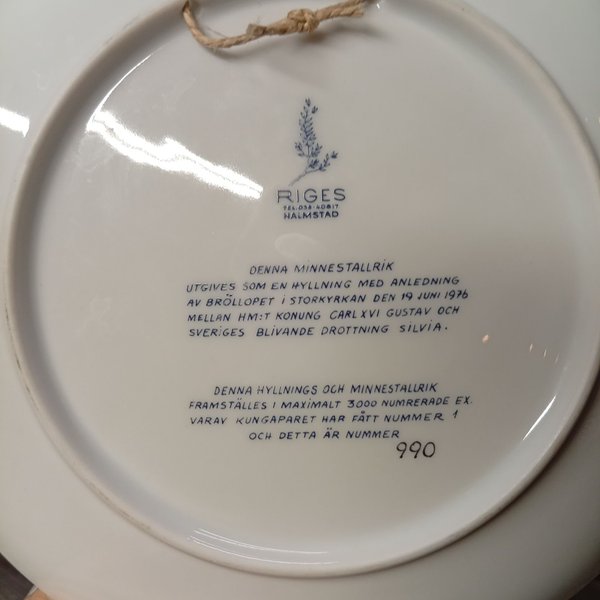 RIGES
TEL.035-40817
HALMSTAD
DENNA MINNESTALLRIK
UTGIVES SOM EN HYLLNING MED ANLEDNING
AV BRÖLLOPET I STORKYRKAN DEN 19 JUNI 1976
MELLAN HM:T KONUNG CARL XVI GUSTAV OCH
SVERIGES BLIVANDE DROTTNING SILVIA.
DENNA HYLLNINGS OCH MINNESTALLRIK
FRAMSTÄLLES I MAXIMALT 3000 NUMRERADE EX.
VARAV KUNGAPARET HAR FÅTT NUMMER 1
OCH DETTA ÄR NUMMER
990